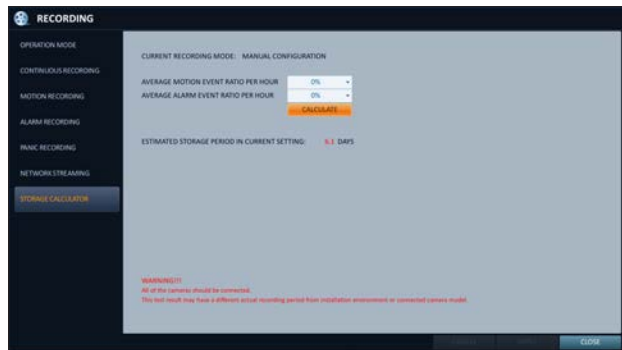 RECORDING
OPERATION MODE
CONTINUOUS RECORDING
MOTION RECORDING
ALARM RECORDING
PANIC RECORDING
NETWORK STREAMING
STORAGE CALCULATOR
CURRENT RECORDING MODE: MANUAL CONFIGURATION
AVERAGE MOTION EVENT RATIO PER HOUR 0%
AVERAGE ALARM EVENT RATIO PER HOUR 0%
CALCULATE
ESTIMATED STORAGE PERIOD IN CURRENT SETTING: 6.1 DAYS
WARNING!!!
All of the cameras should be connected.
This test result may have a different actual recording period from installation environment or connected camera model.
CLOSE